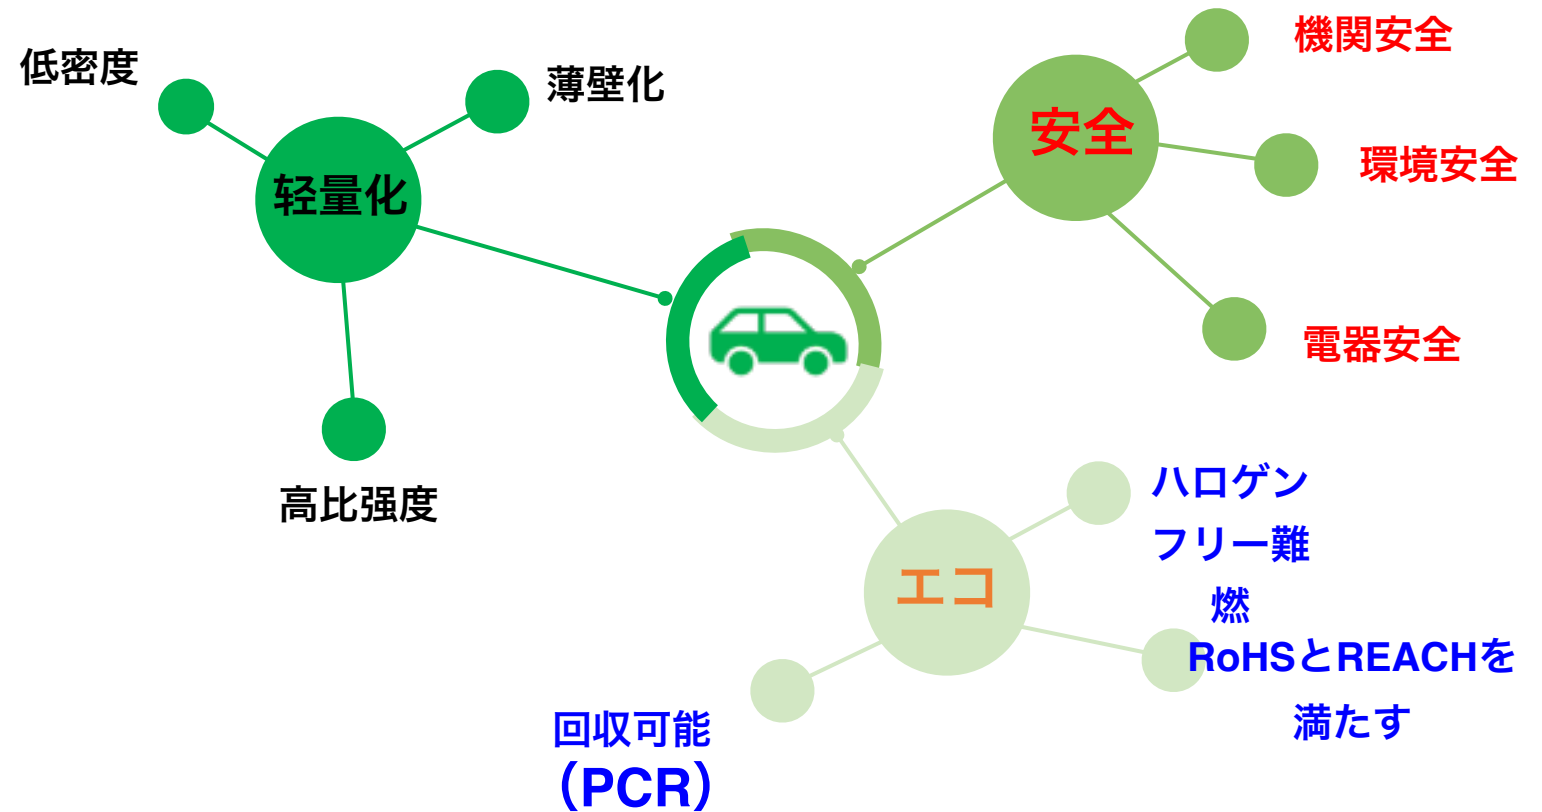 低密度
薄壁化
轻量化
高比强度
安全
機関安全
環境安全
電器安全
エコ
ハロゲン
フリー難
燃
RoHSとREACHを
満たす
回収可能
（PCR）